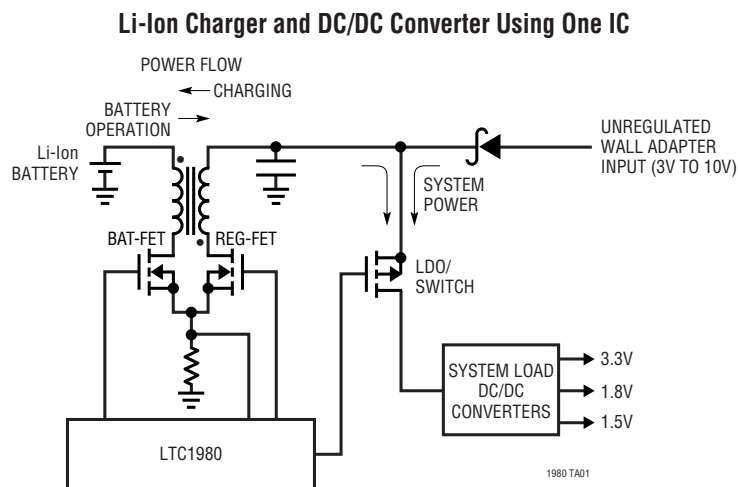 Li-Ion Charger and DC/DC Converter Using One IC
POWER FLOW
CHARGING
BATTERY
OPERATION
Li-Ion
BATTERY
UNREGULATED
WALL ADAPTER
INPUT (3V TO 10V)
SYSTEM
POWER
BAT-FET
REG-FET
LDO/
SWITCH
SYSTEM LOAD
DC/DC
CONVERTERS
3.3V
1.8V
1.5V
LTC1980
1980 TA01